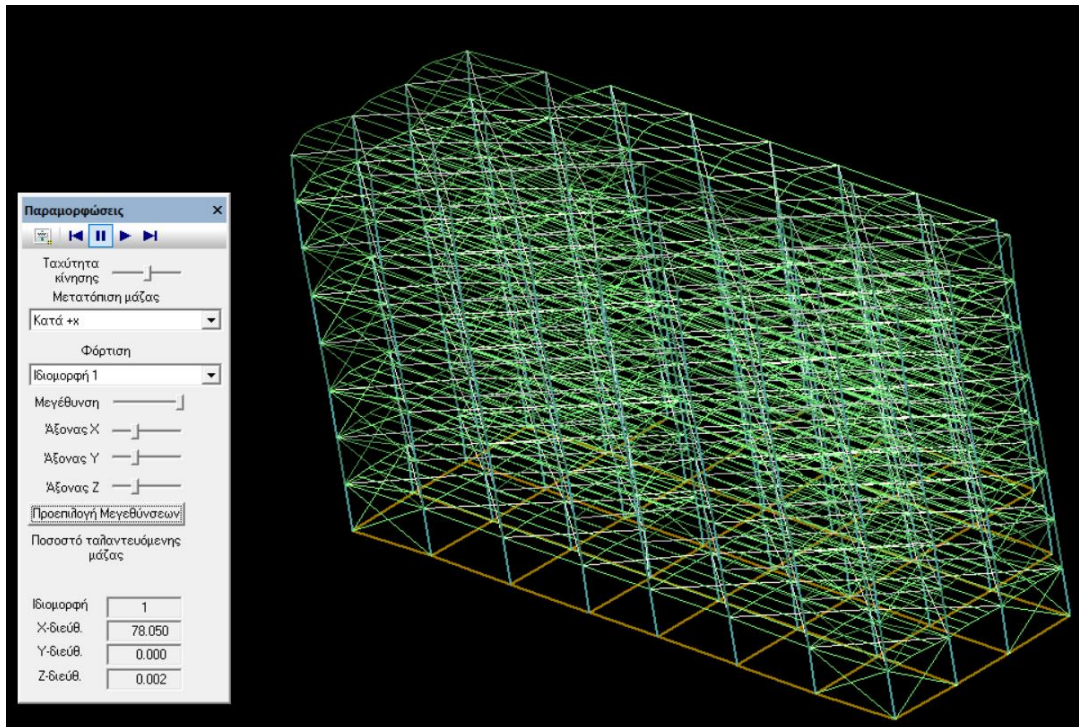 Παραμορφώσεις
Ταχύτητα
κίνησης
Μετατόπιση μάζας
Κατά +x
Φόρτιση
Ιδιομορφή 1
Μεγέθυνση
Άξονας X
Άξονας Y
Άξονας Z
Προεπιλογή Μεγεθύνσεων
Ποσοστό ταλαντευόμενης
μάζας
Ιδιομορφή 1
X-διεύθ. 78.050
Y-διεύθ. 0.000
Z-διεύθ. 0.002